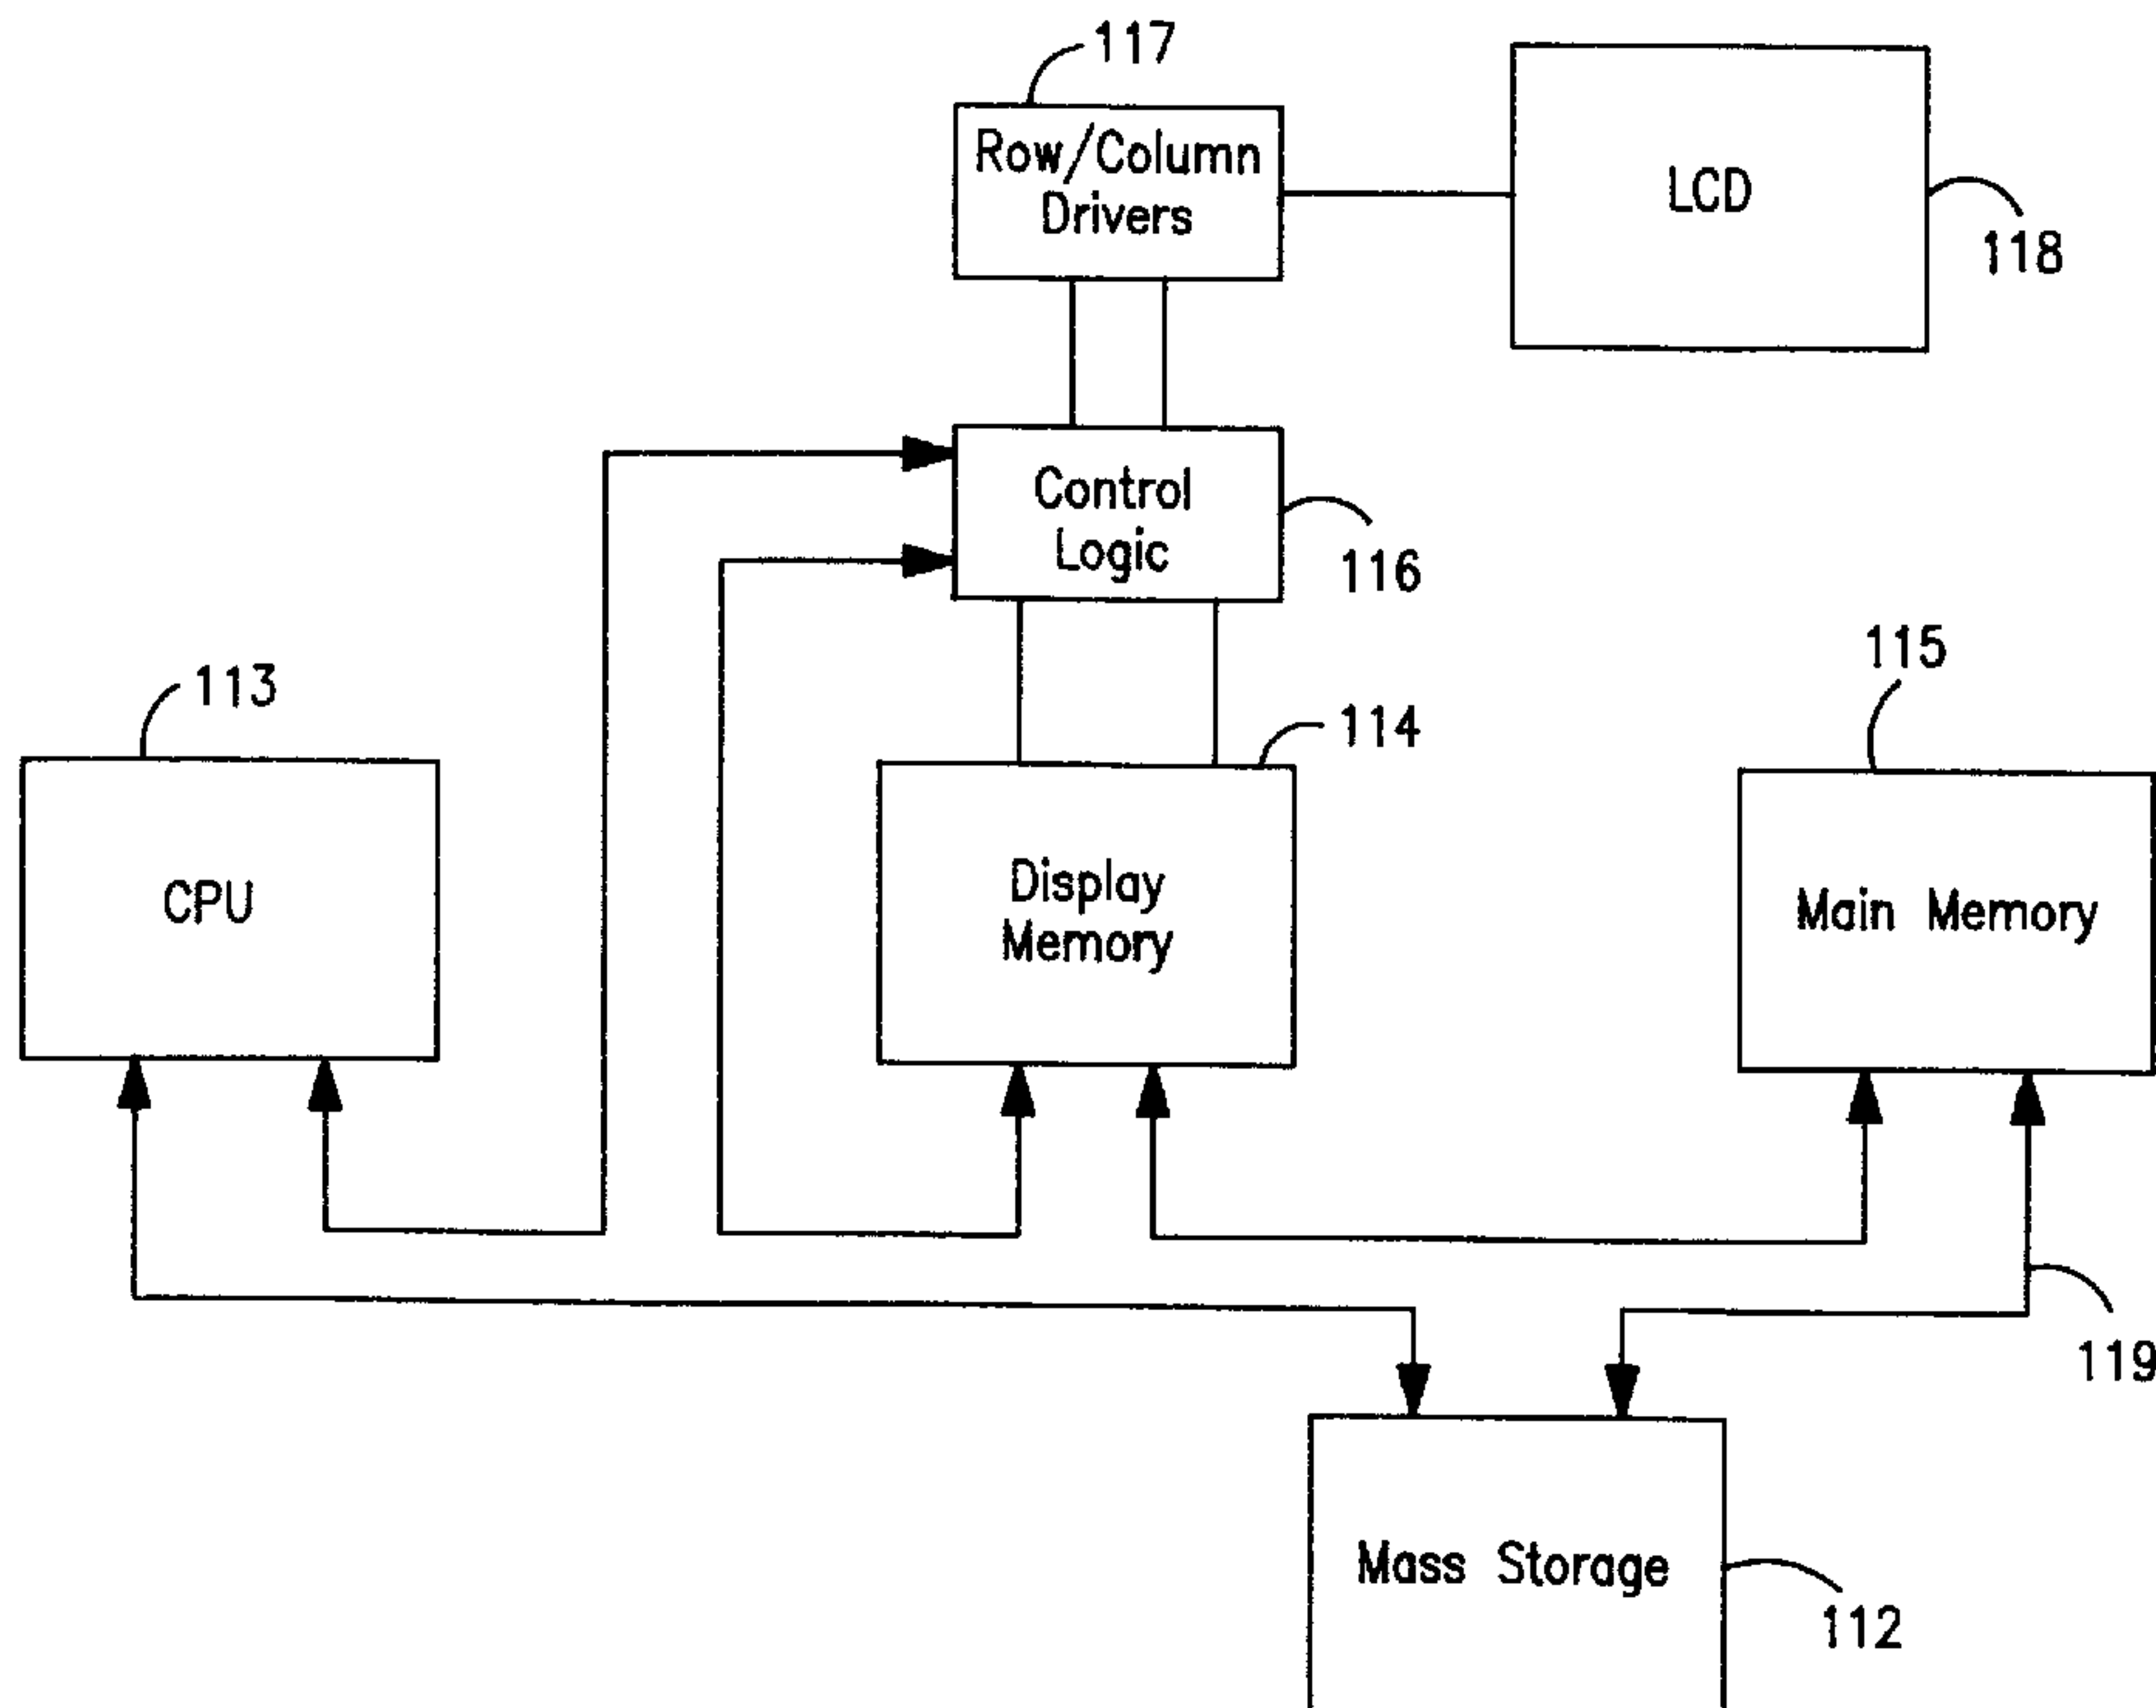 117
Row/Column
Drivers
LCD
118
Control
Logic
116
113
115
114
CPU
Display
Memory
Main Memory
119
Mass Storage
112